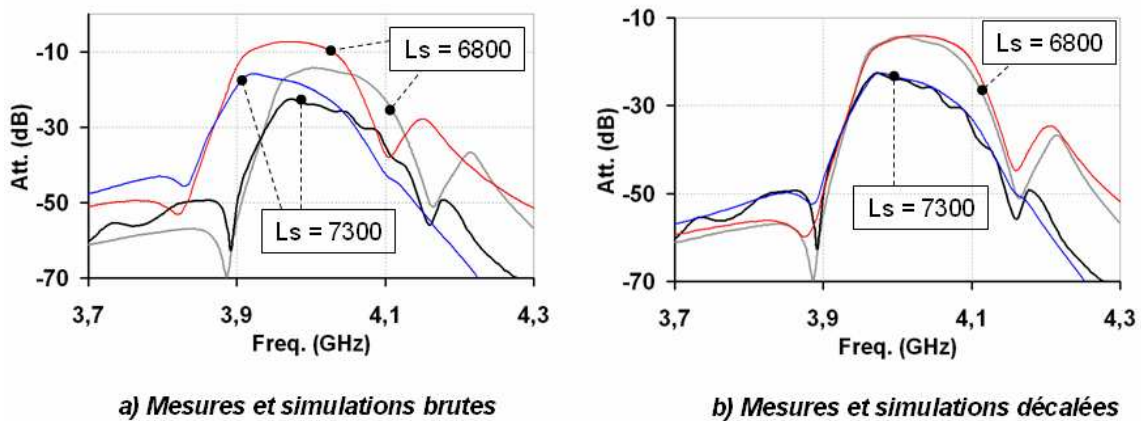 -10
-30
-50
-70
Att. (dB)
3,7
3,9
4,1
4,3
Freq. (GHz)
Ls = 6800
Ls = 7300
a) Mesures et simulations brutes
-10
-30
-50
-70
Att. (dB)
3,7
3,9
4,1
4,3
Freq. (GHz)
Ls = 6800
Ls = 7300
b) Mesures et simulations décalées